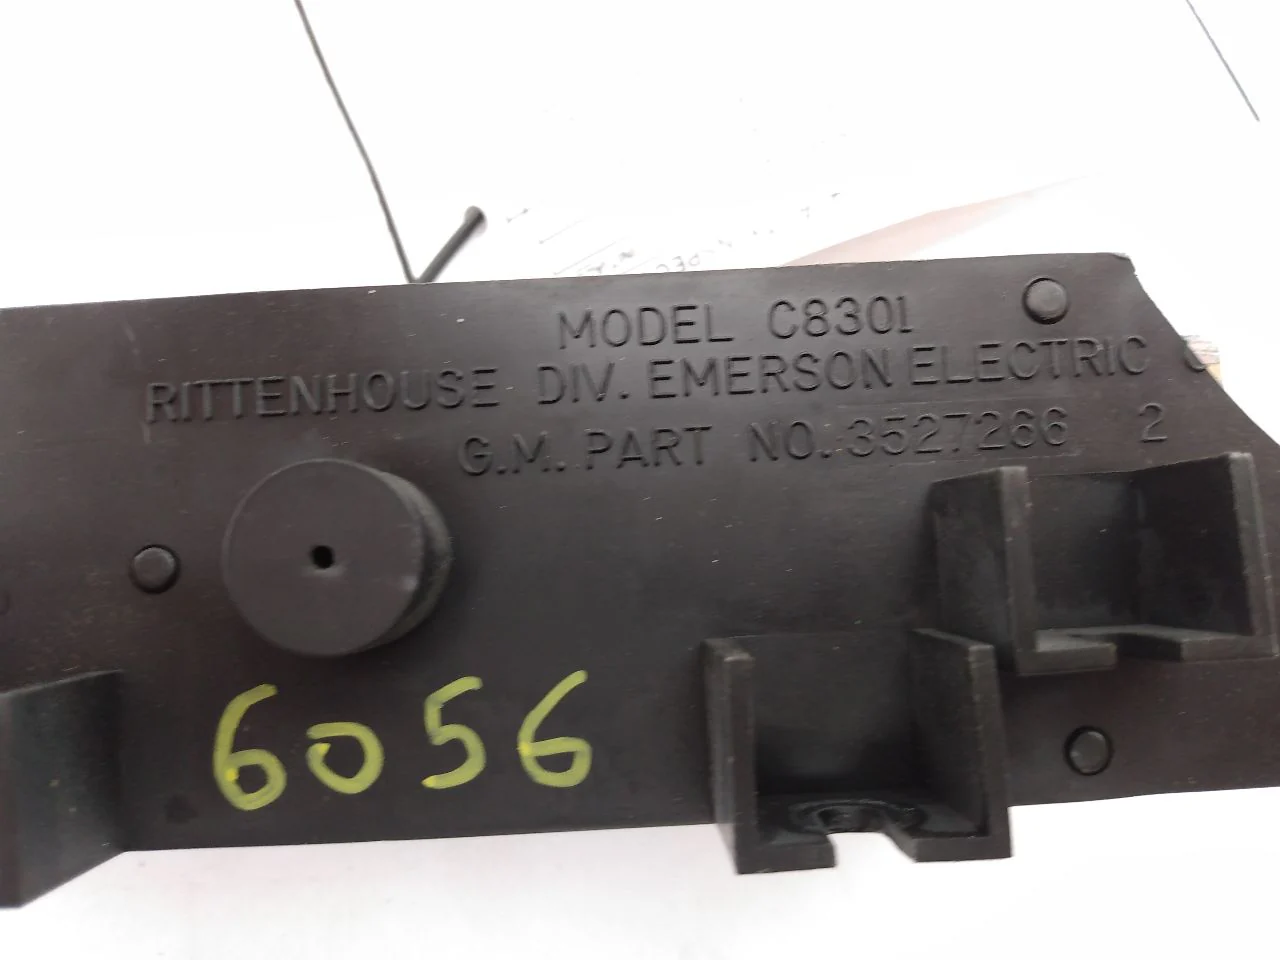 MODEL C8301
RITTENHOUSE DIV. EMERSON ELECTRIC
G.M. PART NO. 3527266 2
6056